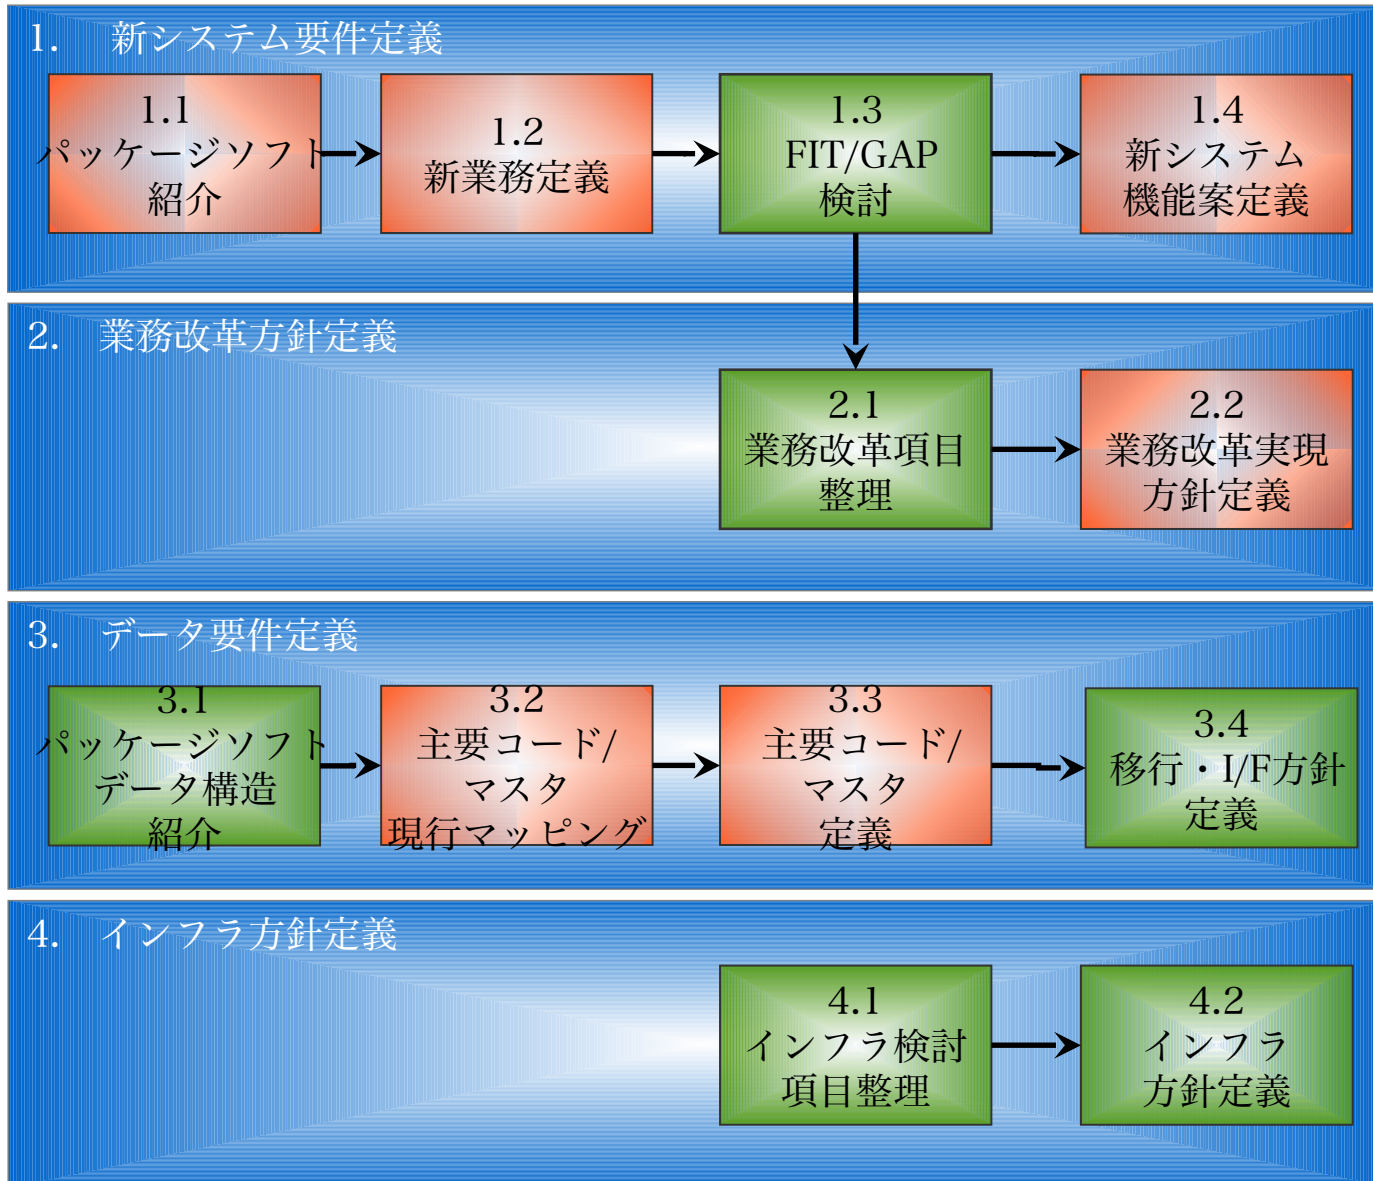 1.　新システム要件定義
1.1
パッケージソフト
紹介
1.2
新業務定義
1.3
FIT/GAP
検討
1.4
新システム
機能案定義
2.　業務改革方針定義
2.1
業務改革項目
整理
2.2
業務改革実現
方針定義
3.　データ要件定義
3.1
パッケージソフト
データ構造
紹介
3.2
主要コード/
マスタ
現行マッピング
3.3
主要コード/
マスタ
定義
3.4
移行・I/F方針
定義
4.　インフラ方針定義
4.1
インフラ検討
項目整理
4.2
インフラ
方針定義